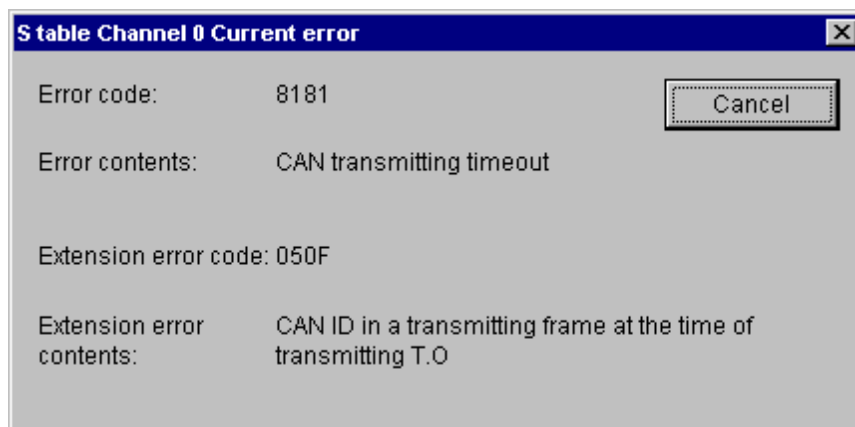 S table Channel 0 Current error
Error code: 8181
Cancel
Error contents: CAN transmitting timeout
Extension error code: 050F
Extension error contents: CAN ID in a transmitting frame at the time of transmitting T.O